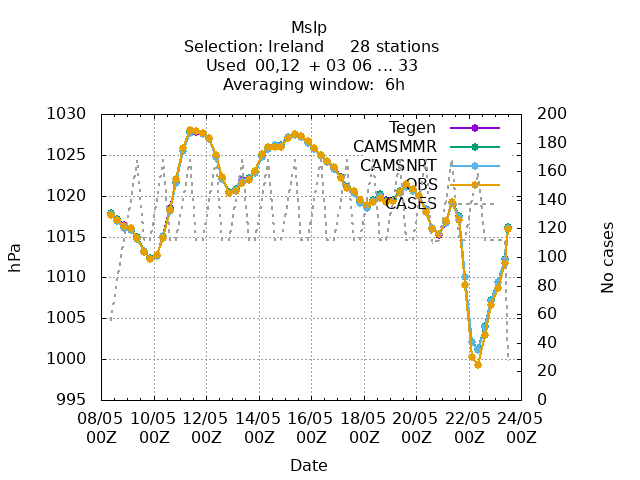 Mslp
Selection: Ireland 28 stations
Used 00,12 + 03 06 ... 33
Averaging window: 6h
1030
1025
1020
1015
1010
1005
1000
995
hPa
200
180
160
140
120
100
80
60
40
20
0
No cases
Tegen
CAMSMMR
CAMSNRT
OBS
CASES
08/05 10/05 12/05 14/05 16/05 18/05 20/05 22/05 24/05
00Z 00Z 00Z 00Z 00Z 00Z 00Z 00Z 00Z
Date